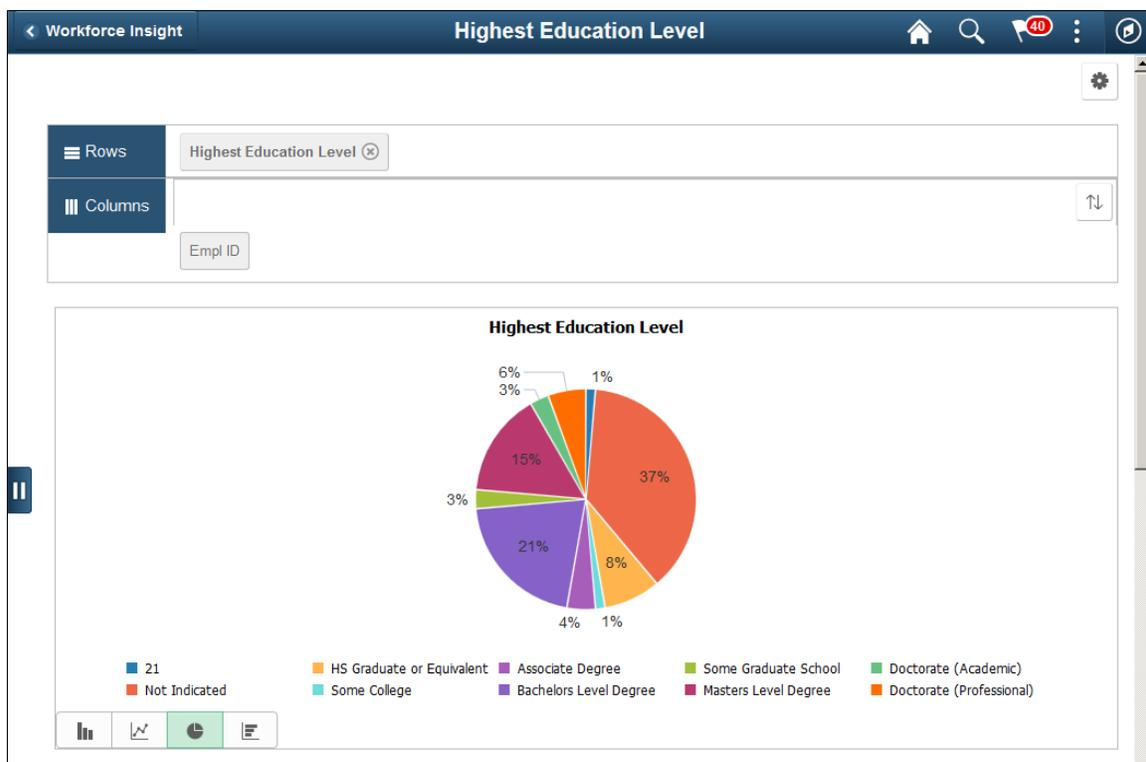 Workforce Insight Highest Education Level 40
Rows Highest Education Level
Columns
Empl ID
Highest Education Level
6% 1%
3%
15% 37%
3%
21% 8%
4% 1%
21 HS Graduate or Equivalent Associate Degree Some Graduate School Doctorate (Academic)
Not Indicated Some College Bachelors Level Degree Masters Level Degree Doctorate (Professional)